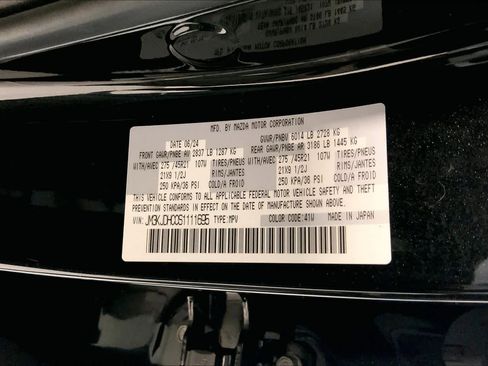 MFD. BY MAZDA MOTOR CORPORATION
DATE 06/24 GVWR/PNBV 6014 LB 2728 KG
FRONT GAWR/PNBE AV 2837 LB 1287 KG REAR GAWR/PNBE AR 3186 LB 1445 KG
WITH/AVEC 275 /45R21 107W TIRES/PNEUS WITH/AVEC 275 /45R21 107W TIRES/PNEUS
21X9 1/2J RIMS/JANTES 21X9 1/2J RIMS/JANTES
250 KPA/36 PSI COLD/A FROID 250 KPA/36 PSI COLD/A FROID
THIS VEHICLE CONFORMS TO ALL APPLICABLE FEDERAL MOTOR VEHICLE SAFETY AND THEFT
PREVENTION STANDARDS IN EFFECT ON THE DATE OF MANUFACTURE SHOWN ABOVE.
VIN: JM3KJDHC0S1111695 TYPE:MPV COLOR CODE:41W MADE IN JAPAN